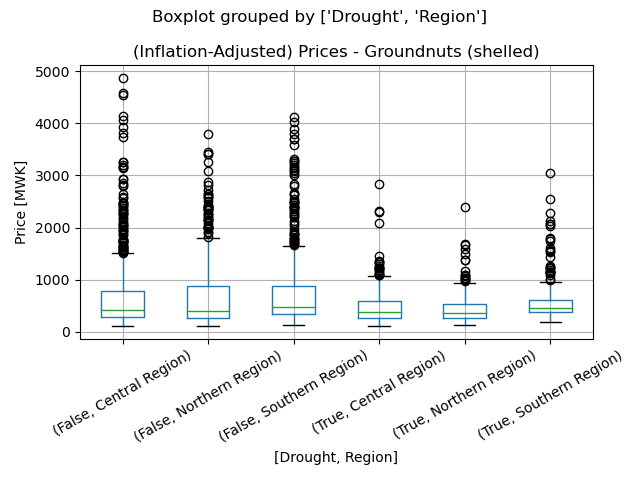 Boxplot grouped by ['Drought', 'Region']
(Inflation-Adjusted) Prices - Groundnuts (shelled)
5000
4000
3000
2000
1000
0
Price [MWK]
(False, Central Region)
(False, Northern Region)
(False, Southern Region)
(True, Central Region)
(True, Northern Region)
(True, Southern Region)
[Drought, Region]